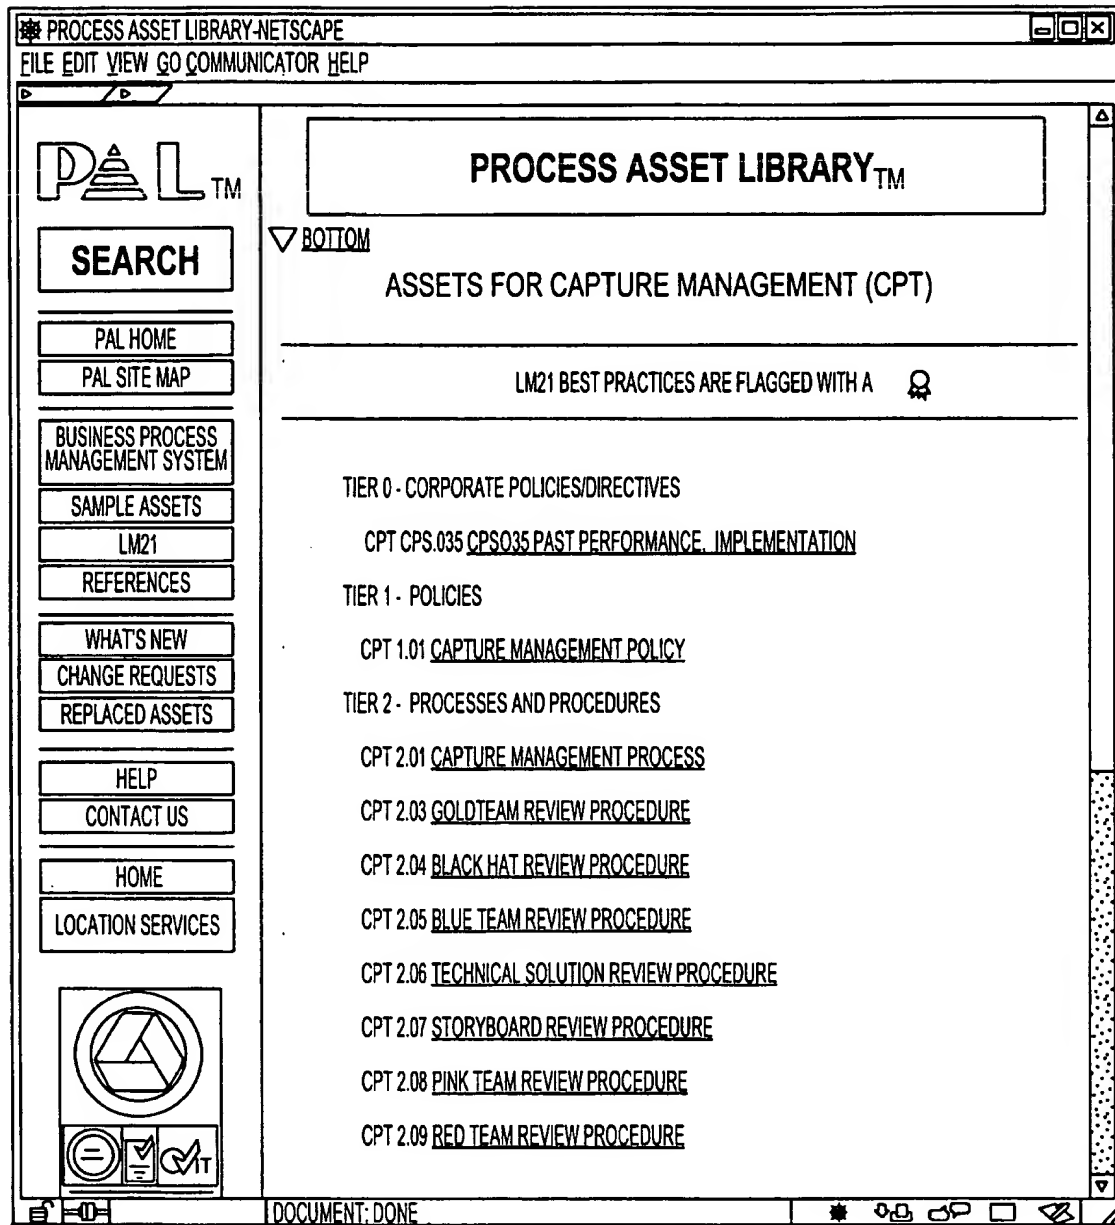 PROCESS ASSET LIBRARY-NETSCAPE
FILE EDIT VIEW GO COMMUNICATOR HELP
PAL TM
SEARCH
PAL HOME
PAL SITE MAP
BUSINESS PROCESS
MANAGEMENT SYSTEM
SAMPLE ASSETS
LM21
REFERENCES
WHAT'S NEW
CHANGE REQUESTS
REPLACED ASSETS
HELP
CONTACT US
HOME
LOCATION SERVICES
IT
PROCESS ASSET LIBRARY TM
BOTTOM
ASSETS FOR CAPTURE MANAGEMENT (CPT)
LM21 BEST PRACTICES ARE FLAGGED WITH A
TIER 0 - CORPORATE POLICIES/DIRECTIVES
CPT CPS.035 CPSO35 PAST PERFORMANCE. IMPLEMENTATION
TIER 1 - POLICIES
CPT 1.01 CAPTURE MANAGEMENT POLICY
TIER 2 - PROCESSES AND PROCEDURES
CPT 2.01 CAPTURE MANAGEMENT PROCESS
CPT 2.03 GOLDTEAM REVIEW PROCEDURE
CPT 2.04 BLACK HAT REVIEW PROCEDURE
CPT 2.05 BLUE TEAM REVIEW PROCEDURE
CPT 2.06 TECHNICAL SOLUTION REVIEW PROCEDURE
CPT 2.07 STORYBOARD REVIEW PROCEDURE
CPT 2.08 PINK TEAM REVIEW PROCEDURE
CPT 2.09 RED TEAM REVIEW PROCEDURE
DOCUMENT: DONE